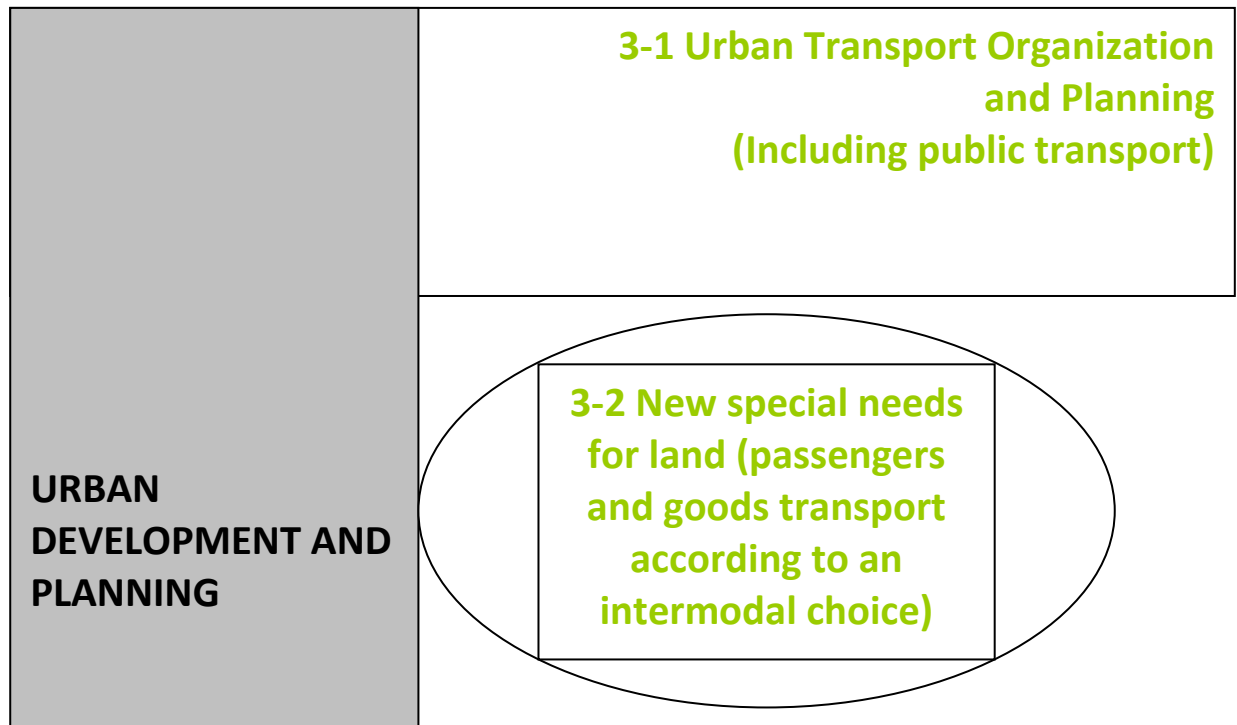 3-1 Urban Transport Organization
and Planning
(Including public transport)
3-2 New special needs
for land (passengers
and goods transport
according to an
intermodal choice)
URBAN
DEVELOPMENT AND
PLANNING